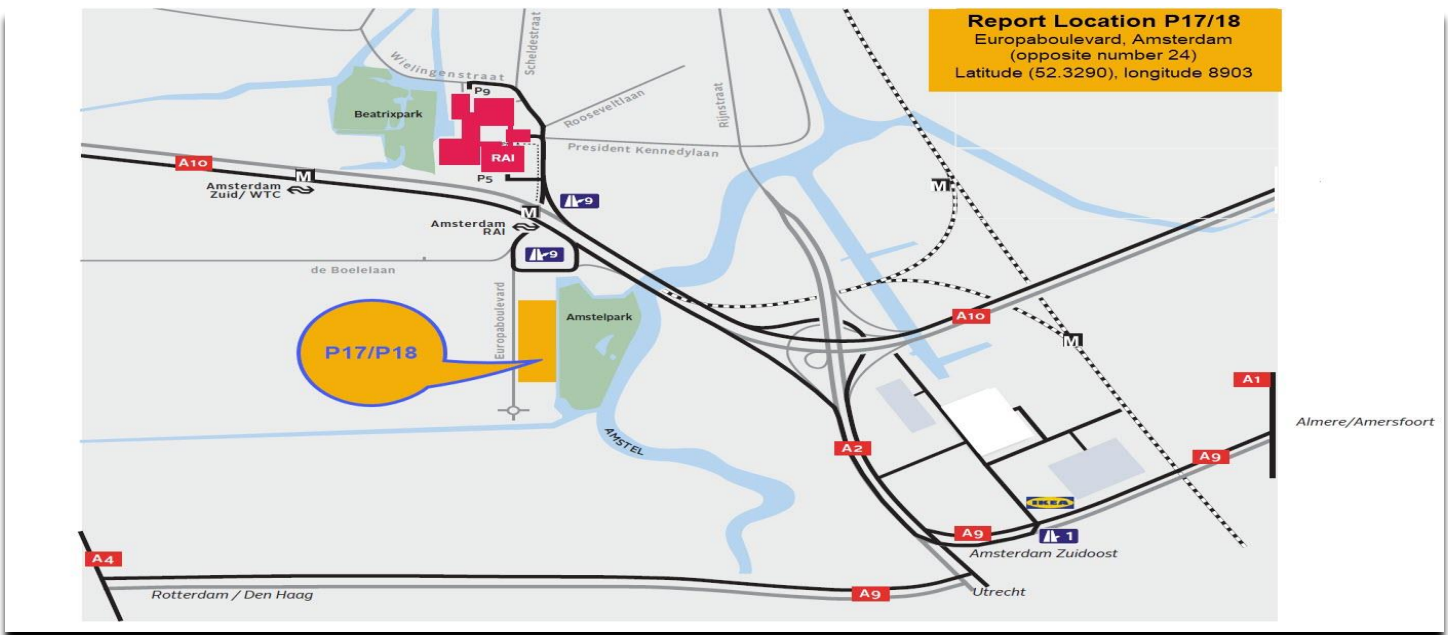 Report Location P17/18
Europaboulevard, Amsterdam
(opposite number 24)
Latitude (52.3290), longitude 8903
Wielingenstraat
Scheldestraat
P9
Beatrixpark
Rooseveltlaan
Rijnstraat
RAI
President Kennedylaan
A10
M
Amsterdam
Zuid/ WTC
P5
M
9
M
Amsterdam
RAI
9
de Boelelaan
Europaboulevard
Amstelpark
A10
P17/P18
M
A1
Almere/Amersfoort
AMSTEL
A2
A9
IKEA
A9
1
Amsterdam Zuidoost
A4
Rotterdam / Den Haag
A9
Utrecht